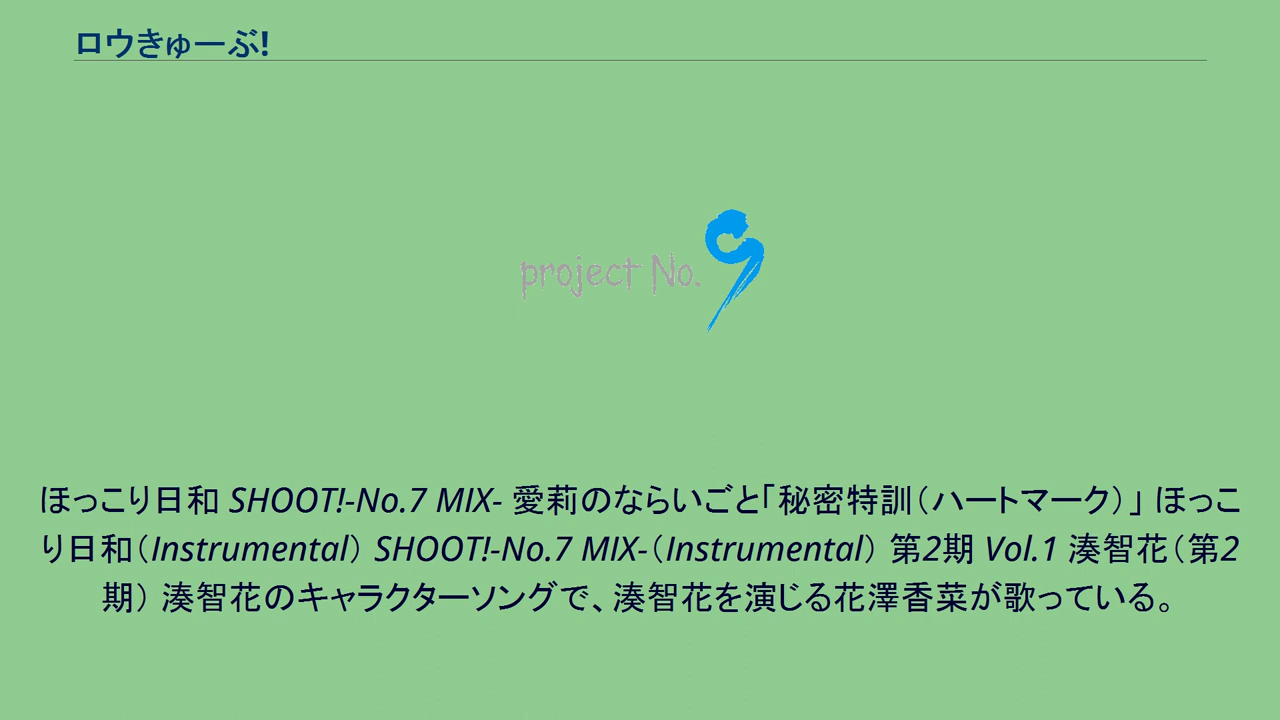 ロウきゅーぶ!
project No.9
ほっこり日和 SHOOT!-No.7 MIX- 愛莉のならいごと｢秘密特訓（ハートマーク）｣ ほっこ
り日和（Instrumental） SHOOT!-No.7 MIX-（Instrumental） 第2期 Vol.1 湊智花（第2
期） 湊智花のキャラクターソングで、湊智花を演じる花澤香菜が歌っている。